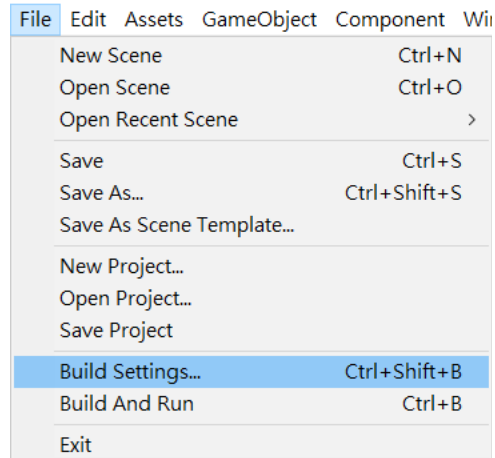 File Edit Assets GameObject Component
New Scene Ctrl+N
Open Scene Ctrl+O
Open Recent Scene >
Save Ctrl+S
Save As... Ctrl+Shift+S
Save As Scene Template...
New Project...
Open Project...
Save Project
Build Settings... Ctrl+Shift+B
Build And Run Ctrl+B
Exit